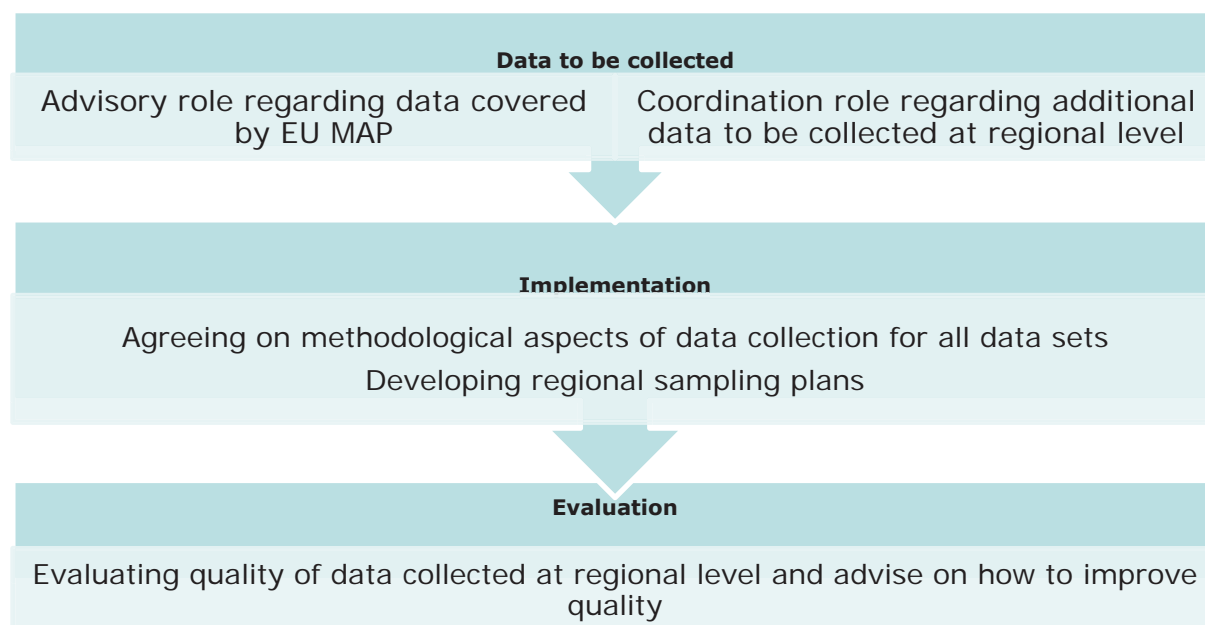 Data to be collected
Advisory role regarding data covered
by EU MAP
Coordination role regarding additional
data to be collected at regional level
Implementation
Agreeing on methodological aspects of data collection for all data sets
Developing regional sampling plans
Evaluation
Evaluating quality of data collected at regional level and advise on how to improve
quality